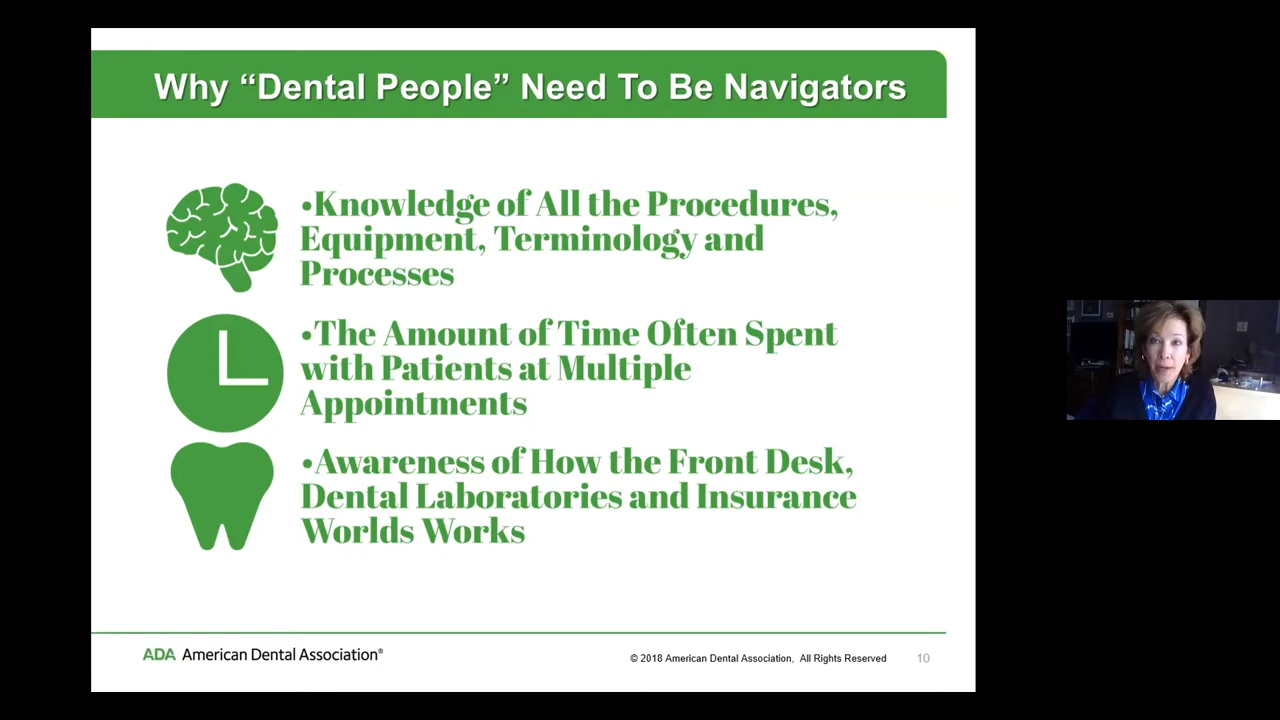 Why “Dental People” Need To Be Navigators
•Knowledge of All the Procedures,
Equipment, Terminology and
Processes
•The Amount of Time Often Spent
with Patients at Multiple
Appointments
•Awareness of How the Front Desk,
Dental Laboratories and Insurance
Worlds Works
ADA American Dental Association®
© 2018 American Dental Association, All Rights Reserved
10